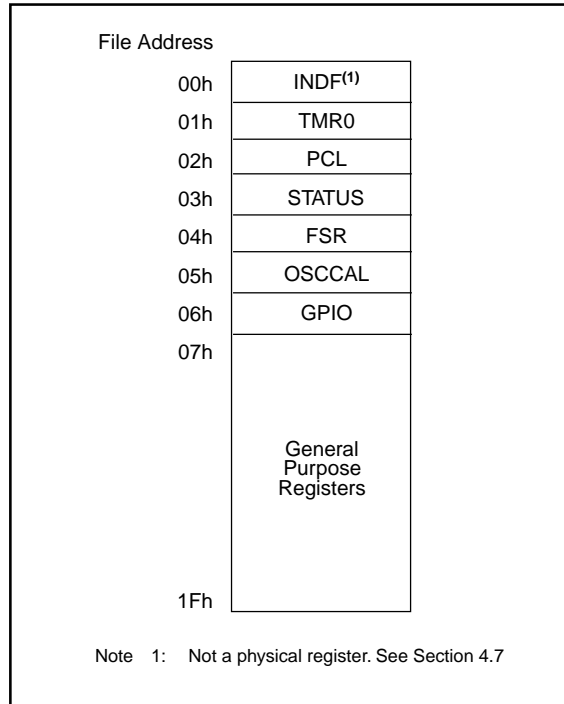 File Address
00h INDF(1)
01h TMR0
02h PCL
03h STATUS
04h FSR
05h OSCCAL
06h GPIO
07h
General
Purpose
Registers
1Fh
Note 1: Not a physical register. See Section 4.7